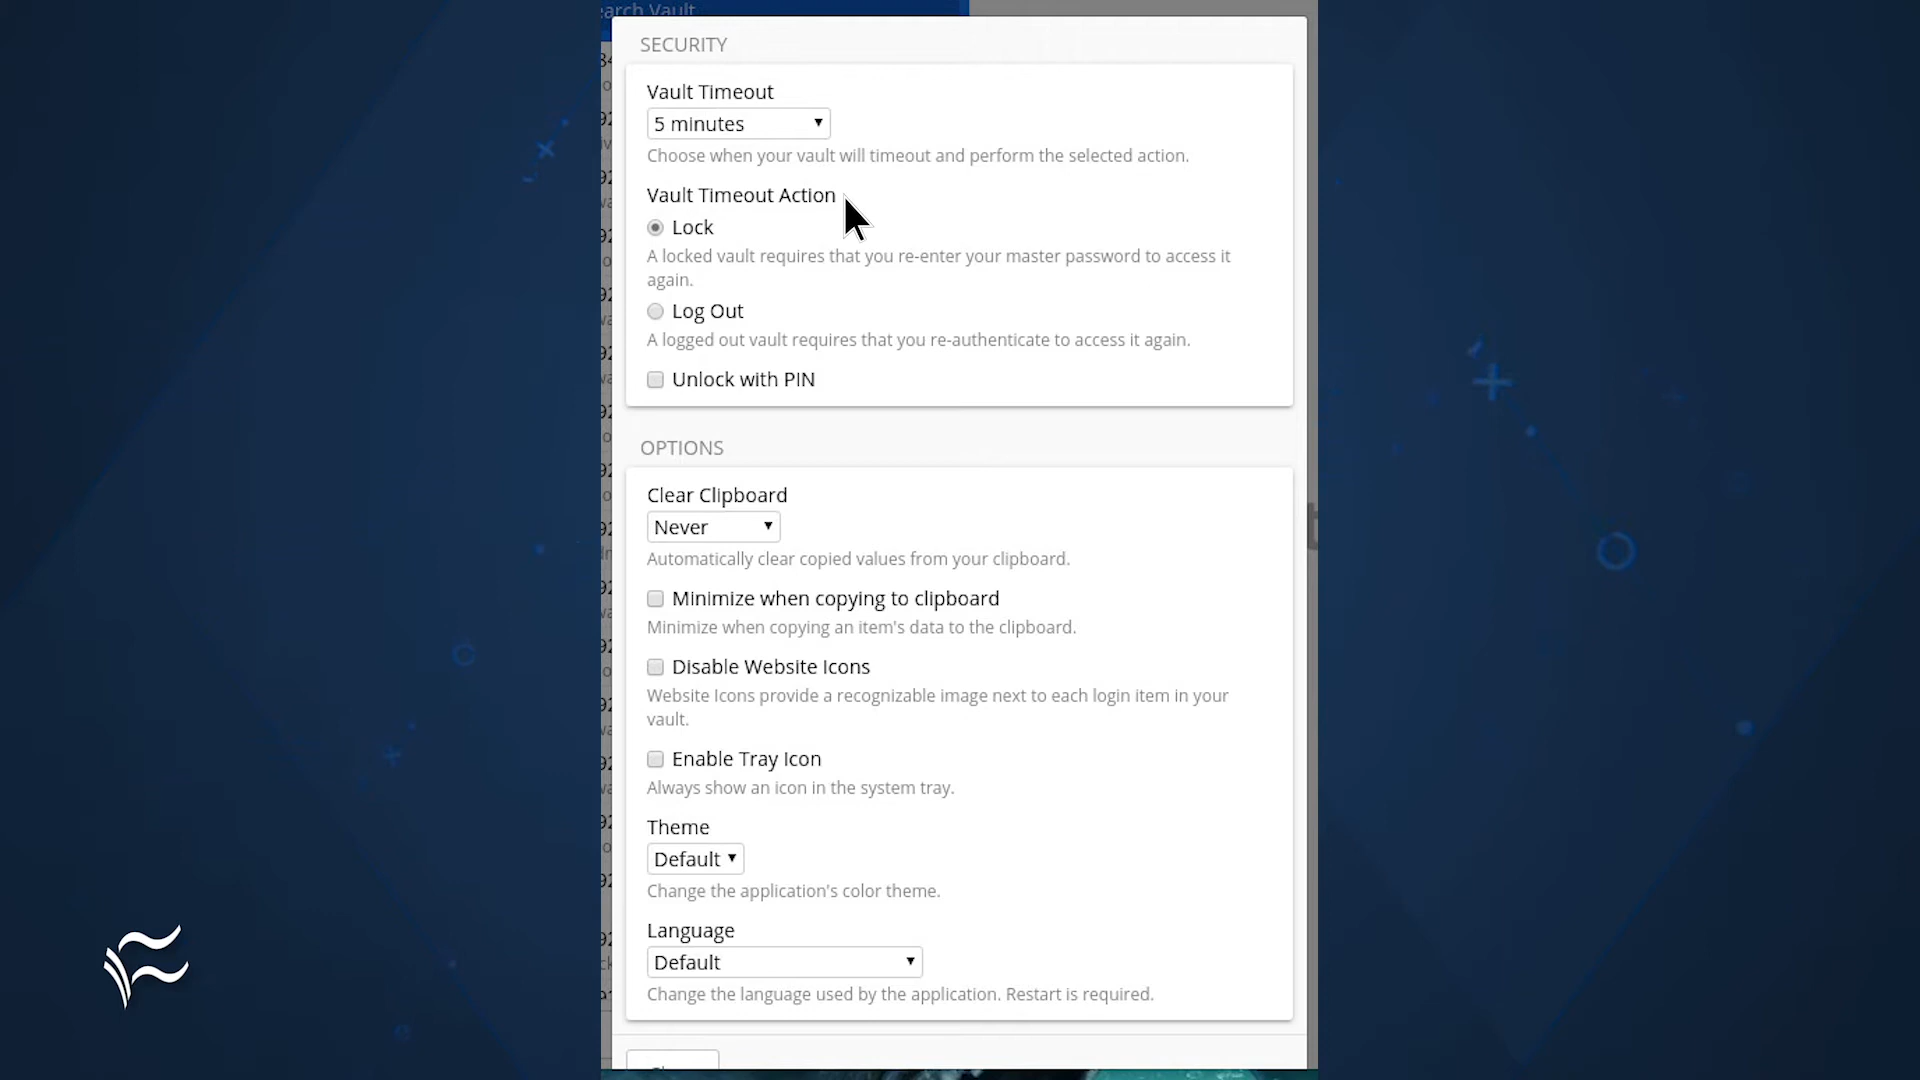 earch Vault
SECURITY
Vault Timeout
5 minutes
Choose when your vault will timeout and perform the selected action.
Vault Timeout Action
Lock
A locked vault requires that you re-enter your master password to access it
again.
Log Out
A logged out vault requires that you re-authenticate to access it again.
Unlock with PIN
OPTIONS
Clear Clipboard
Never
Automatically clear copied values from your clipboard.
Minimize when copying to clipboard
Minimize when copying an item's data to the clipboard.
Disable Website Icons
Website Icons provide a recognizable image next to each login item in your
vault.
Enable Tray Icon
Always show an icon in the system tray.
Theme
Default
Change the application's color theme.
Language
Default
Change the language used by the application. Restart is required.